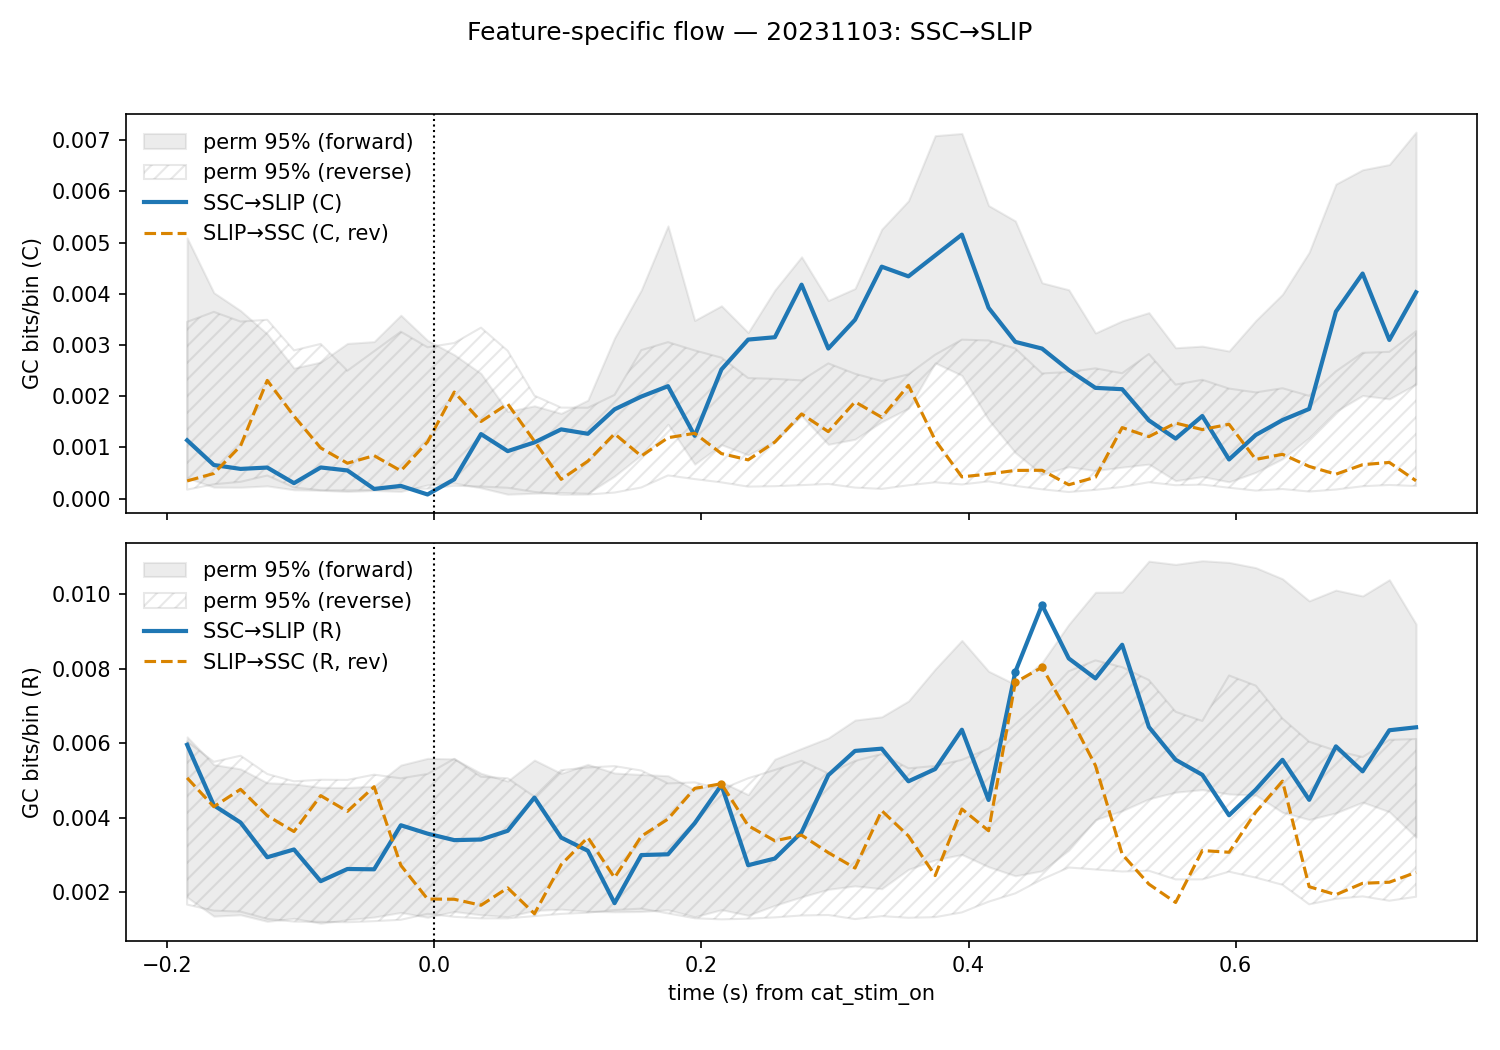 Feature-specific flow — 20231103: SSC→SLIP
perm 95% (forward)
perm 95% (reverse)
SSC→SLIP (C)
SLIP→SSC (C, rev)
GC bits/bin (C)
0.007
0.006
0.005
0.004
0.003
0.002
0.001
0.000
perm 95% (forward)
perm 95% (reverse)
SSC→SLIP (R)
SLIP→SSC (R, rev)
GC bits/bin (R)
0.010
0.008
0.006
0.004
0.002
−0.2 0.0 0.2 0.4 0.6
time (s) from cat_stim_on